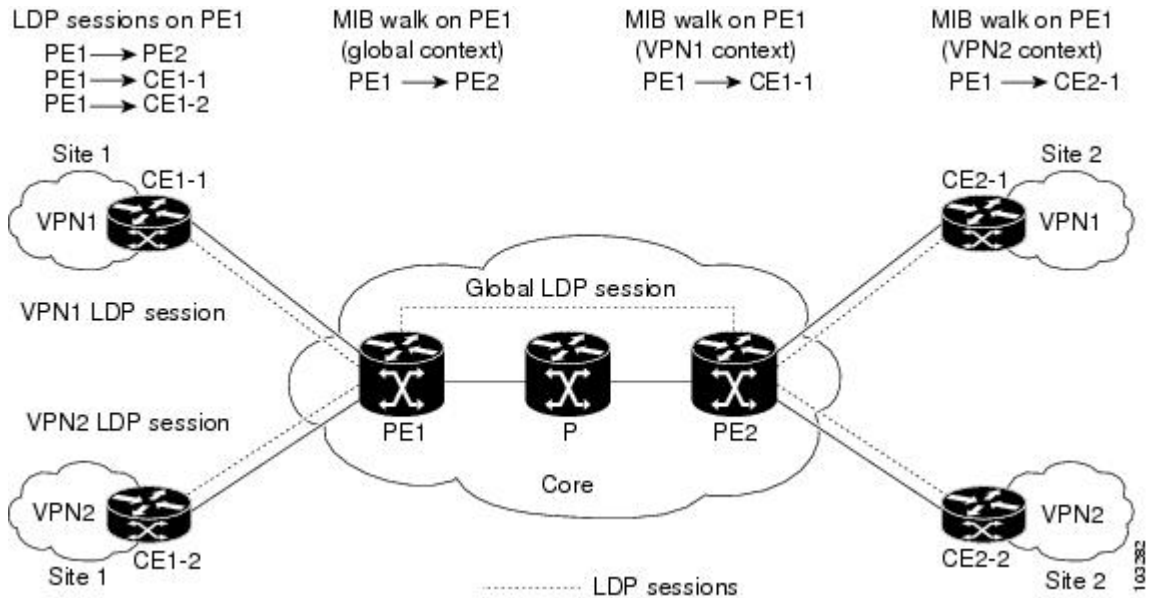 LDP sessions on PE1
PE1 → PE2
PE1 → CE1-1
PE1 → CE1-2
MIB walk on PE1
(global context)
PE1 → PE2
MIB walk on PE1
(VPN1 context)
PE1 → CE1-1
MIB walk on PE1
(VPN2 context)
PE1 → CE2-1
Site 1
CE1-1
VPN1
Site 2
CE2-1
VPN1
VPN1 LDP session
Global LDP session
VPN2 LDP session
PE1
P
PE2
Core
VPN2
CE1-2
Site 1
VPN2
CE2-2
Site 2
LDP sessions
103282